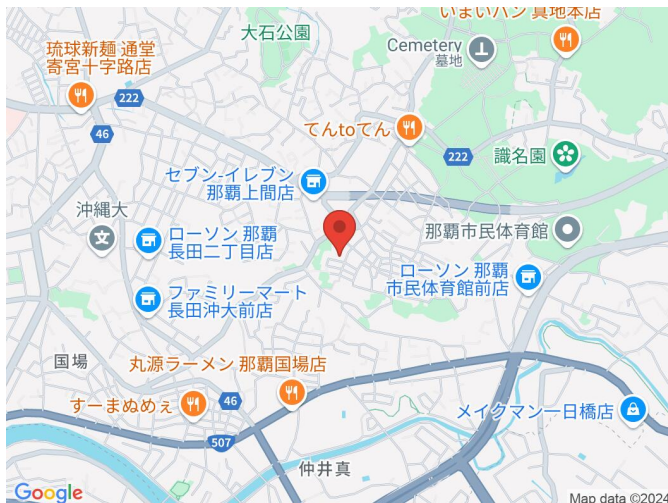 いまいパン 真地本店
大石公園
Cemetery
墓地
琉球新麺 通堂
寄宮十字路店
222
46
てんtoてん
222
識名園
セブン-イレブン
那覇上間店
沖縄大
ローソン 那覇
長田二丁目店
那覇市民体育館
ローソン 那覇
市民体育館前店
ファミリーマート
長田沖大前店
国場
丸源ラーメン 那覇国場店
すーまぬめぇ
46
メイクマン一日橋店
507
仲井真
Google
Map data ©2024